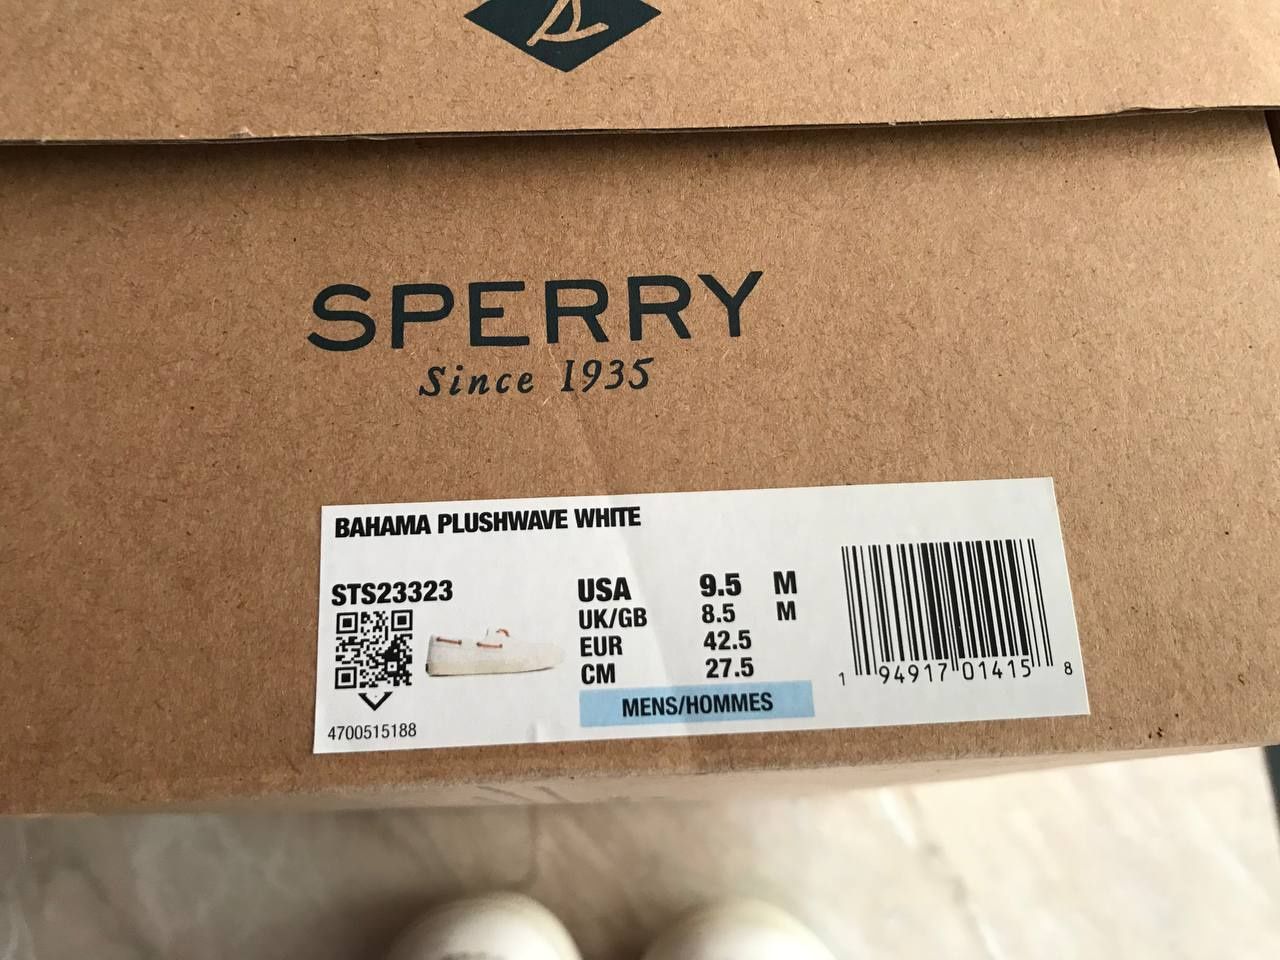 SPERRY
Since 1935
BAHAMA PLUSHWAVE WHITE
STS23323
4700515188
USA 9.5 M
UK/GB 8.5 M
EUR 42.5
CM 27.5
MENS/HOMMES
1 94917 01415 8